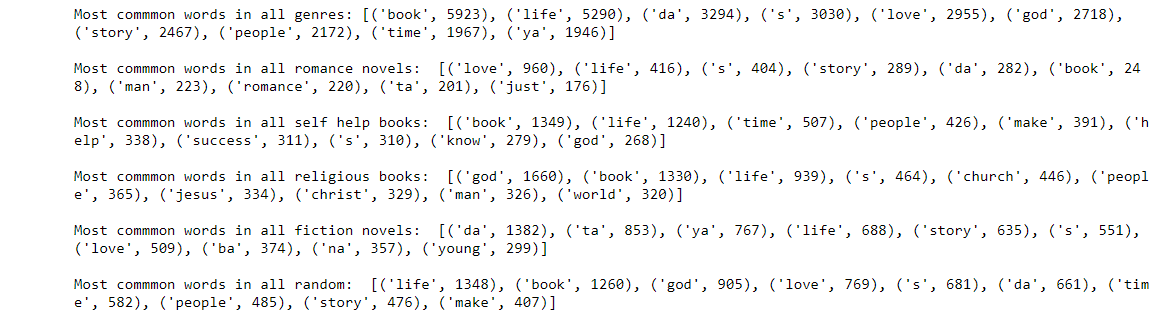 Most commmon words in all genres: [('book', 5923), ('life', 5290), ('da', 3294), ('s', 3030), ('love', 2955), ('god', 2718),
('story', 2467), ('people', 2172), ('time', 1967), ('ya', 1946)]
Most commmon words in all romance novels:  [('love', 960), ('life', 416), ('s', 404), ('story', 289), ('da', 282), ('book', 24
8), ('man', 223), ('romance', 220), ('ta', 201), ('just', 176)]
Most commmon words in all self help books:  [('book', 1349), ('life', 1240), ('time', 507), ('people', 426), ('make', 391), ('h
elp', 338), ('success', 311), ('s', 310), ('know', 279), ('god', 268)]
Most commmon words in all religious books:  [('god', 1660), ('book', 1330), ('life', 939), ('s', 464), ('church', 446), ('peopl
e', 365), ('jesus', 334), ('christ', 329), ('man', 326), ('world', 320)]
Most commmon words in all fiction novels:  [('da', 1382), ('ta', 853), ('ya', 767), ('life', 688), ('story', 635), ('s', 551),
('love', 509), ('ba', 374), ('na', 357), ('young', 299)]
Most commmon words in all random:  [('life', 1348), ('book', 1260), ('god', 905), ('love', 769), ('s', 681), ('da', 661), ('tim
e', 582), ('people', 485), ('story', 476), ('make', 407)]